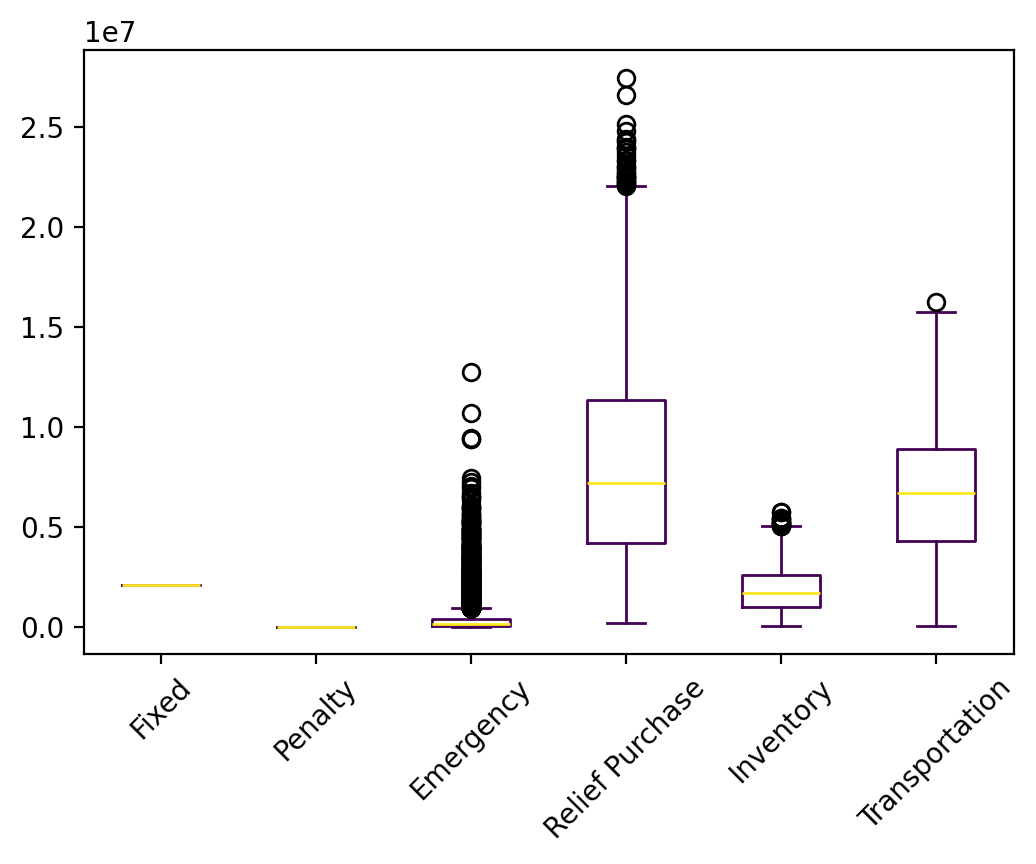 1e7
2.5
2.0
1.5
1.0
0.5
0.0
Fixed
Penalty
Emergency
Relief Purchase
Inventory
Transportation